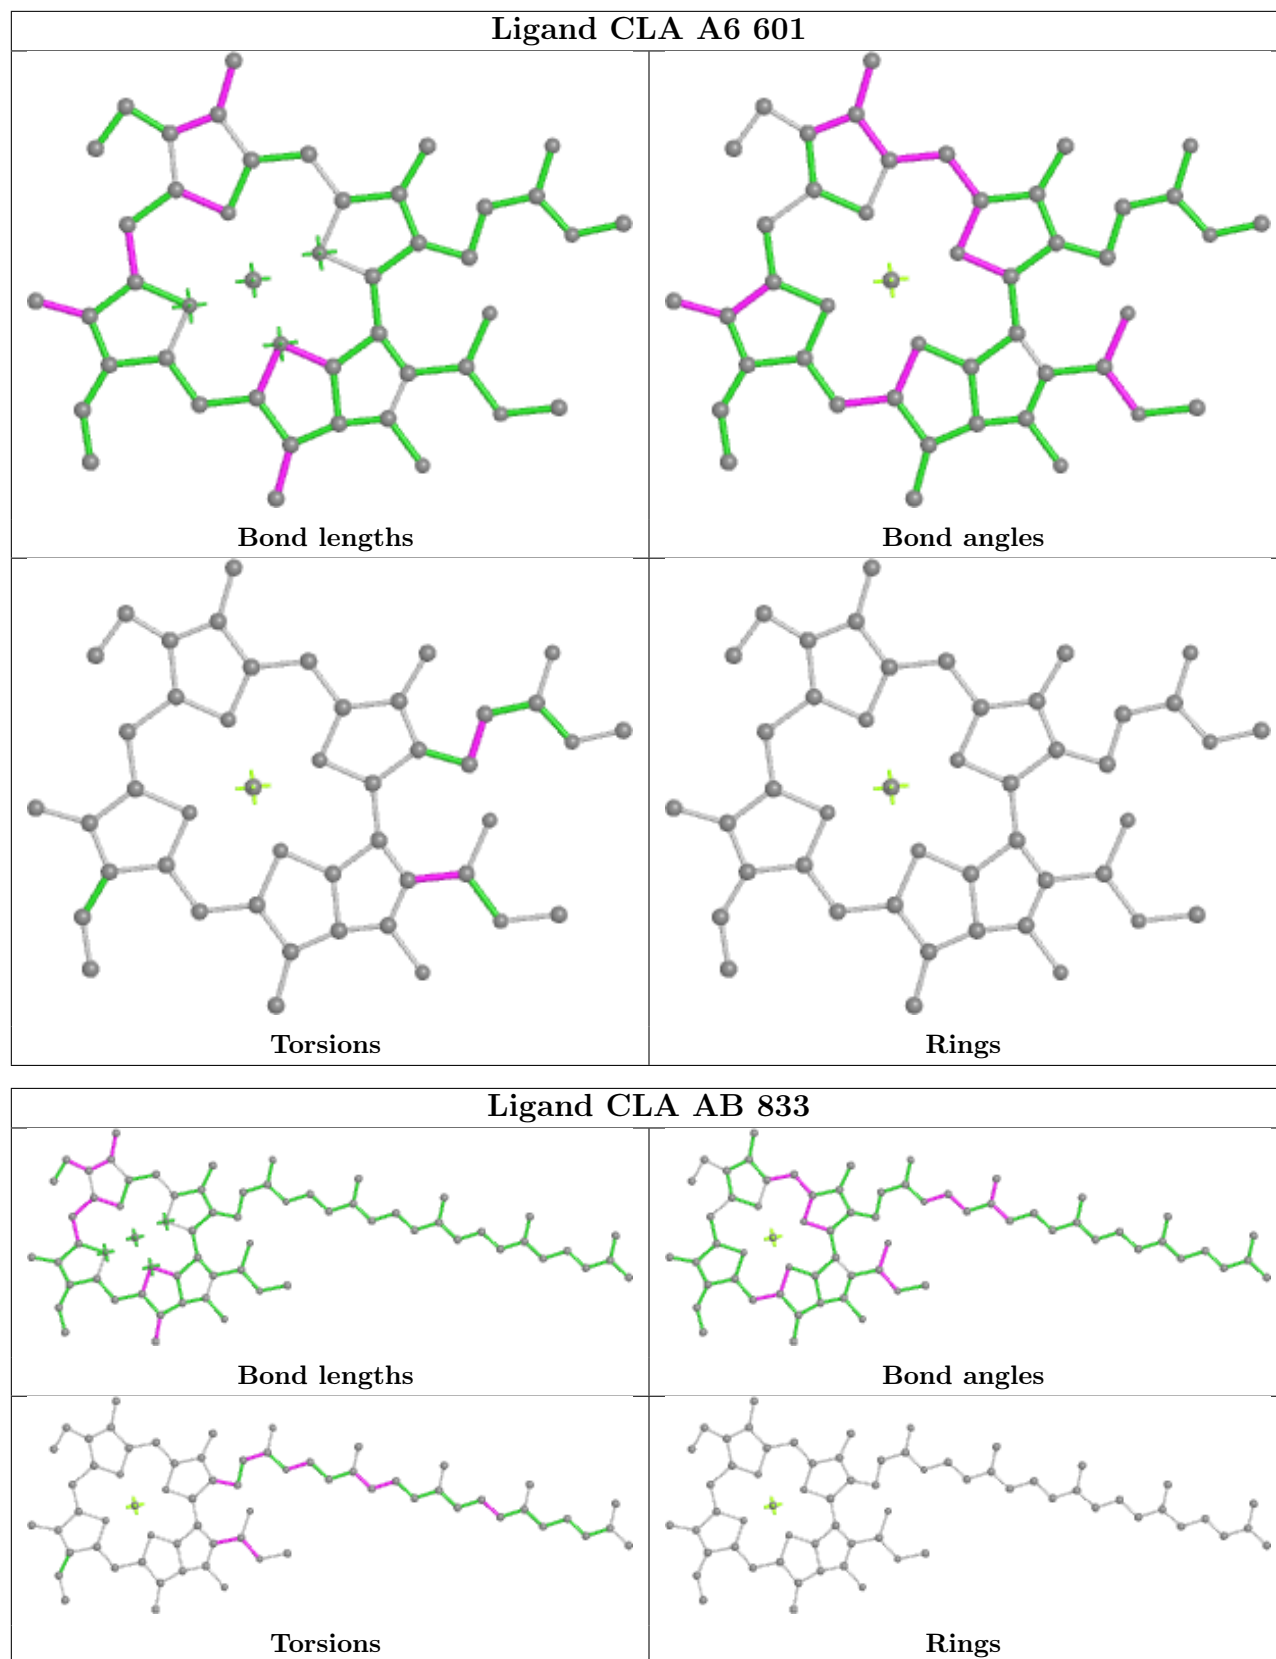 Ligand CLA A6 601
Bond lengths
Bond angles
Torsions
Rings
Ligand CLA AB 833
Bond lengths
Bond angles
Torsions
Rings